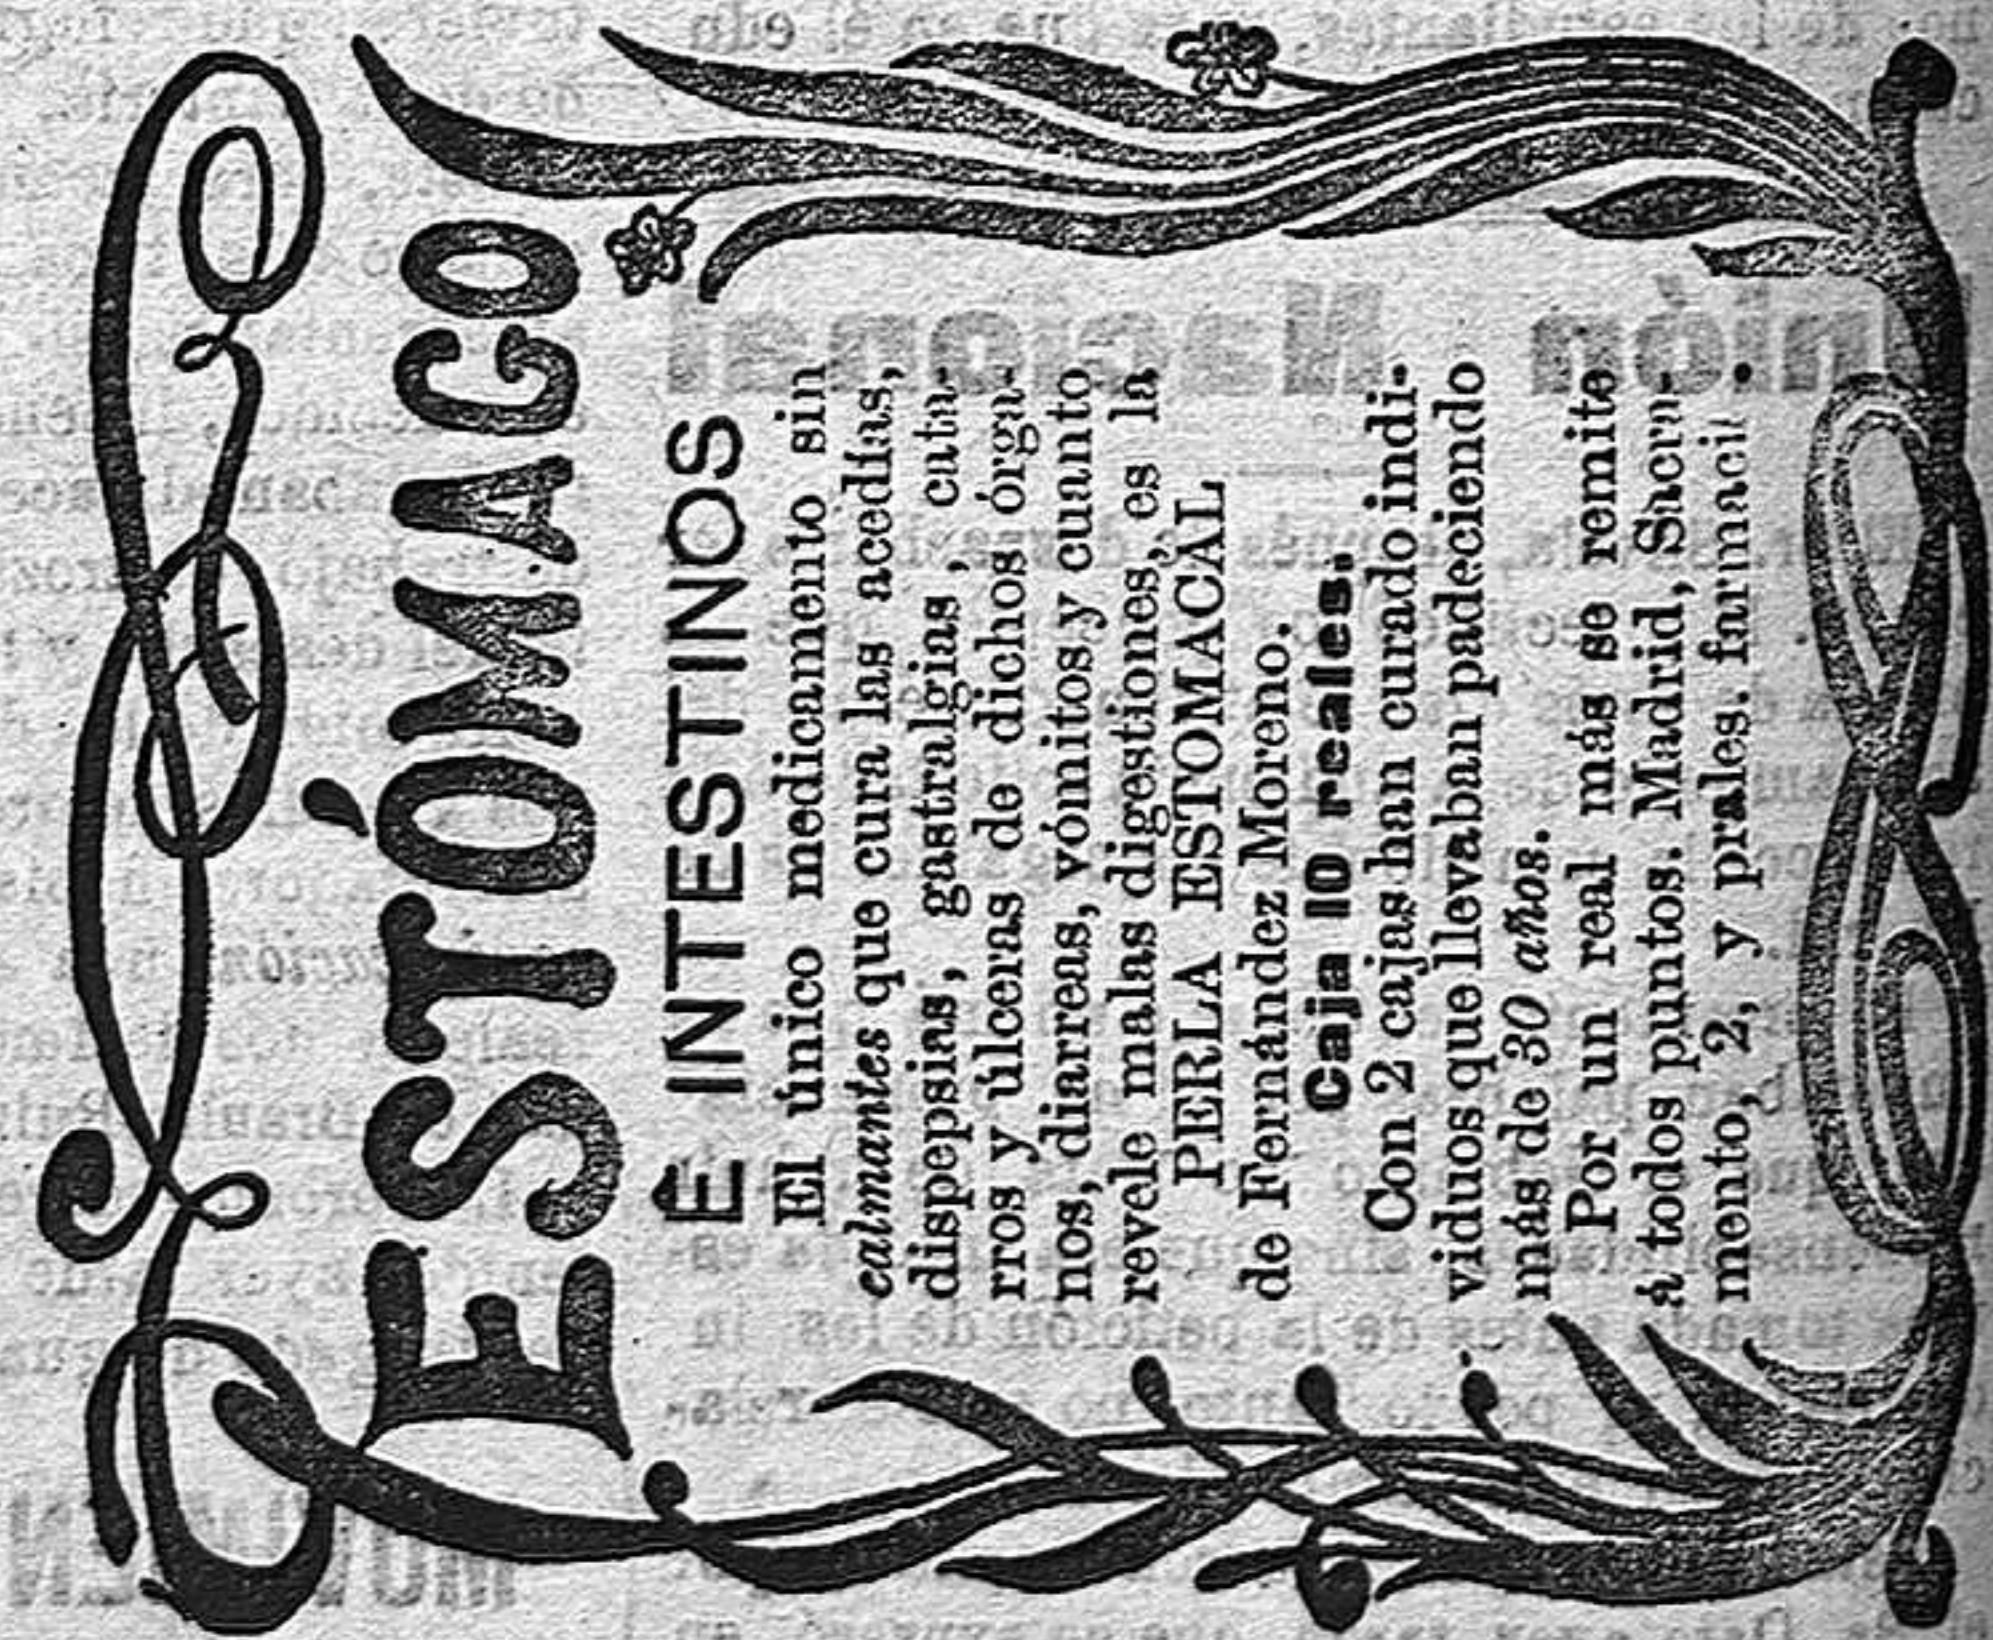 ESTÓMAGO
É INTESTINOS
El único medicamento sin
calmantes que cura las acedías,
dispepsias, gastralgias, cata-
rros y úlceras de dichos órga-
nos, diarreas, vómitos y cuanto
revele malas digestiones, es la
PERLA ESTOMACAL
de Fernández Moreno.
Caja 10 reales.
Con 2 cajas han curado indi-
viduos que llevaban padeciendo
más de 30 años.
Por un real más se remite
á todos puntos. Madrid, Sacra-
mento, 2, y prales.